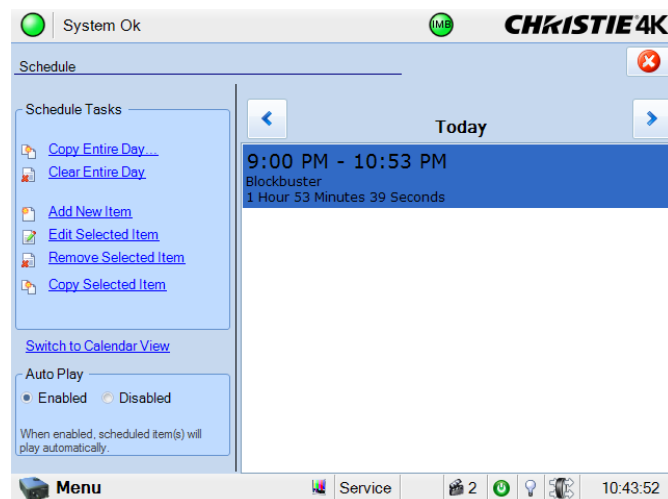 System Ok
IMB
CHRISTIE 4K
Schedule
Schedule Tasks
Copy Entire Day...
Clear Entire Day
Add New Item
Edit Selected Item
Remove Selected Item
Copy Selected Item
Switch to Calendar View
Auto Play
Enabled
Disabled
When enabled, scheduled item(s) will
play automatically.
Today
9:00 PM - 10:53 PM
Blockbuster
1 Hour 53 Minutes 39 Seconds
Menu
Service
2
10:43:52